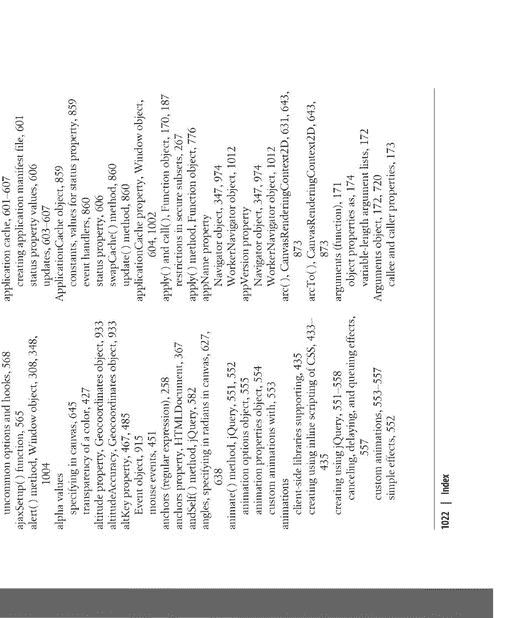 uncommon options and hooks, 568
ajaxSetup( ) function, 565
alert( ) method, Window object, 308, 348,
1004
alpha values
specifying in canvas, 645
transparency of a color, 427
altitude property, Geocoordinates object, 933
altitudeAccuracy, Geocoordinates object, 933
altKey property, 467, 485
Event object, 915
mouse events, 451
anchors (regular expression), 258
anchors property, HTMLDocument, 367
andSelf( ) method, jQuery, 582
angles, specifying in radians in canvas, 627,
638
animate( ) method, jQuery, 551, 552
animation options object, 555
animation properties object, 554
custom animations with, 553
animations
client-side libraries supporting, 435
creating using inline scripting of CSS, 433–
435
creating using jQuery, 551–558
canceling, delaying, and queuing effects,
557
custom animations, 553–557
simple effects, 552
application cache, 601–607
creating application manifest file, 601
status property values, 606
updates, 603–607
ApplicationCache object, 859
constants, values for status property, 859
event handlers, 860
status property, 606
swapCache( ) method, 860
update( ) method, 860
applicationCache property, Window object,
604, 1002
apply( ) and call( ), Function object, 170, 187
restrictions in secure subsets, 267
apply( ) method, Function object, 776
appName property
Navigator object, 347, 974
WorkerNavigator object, 1012
appVersion property
Navigator object, 347, 974
WorkerNavigator object, 1012
arc( ), CanvasRenderingContext2D, 631, 643,
873
arcTo( ), CanvasRenderingContext2D, 643,
873
arguments (function), 171
object properties as, 174
variable-length argument lists, 172
Arguments object, 172, 720
callee and caller properties, 173
1022 | Index